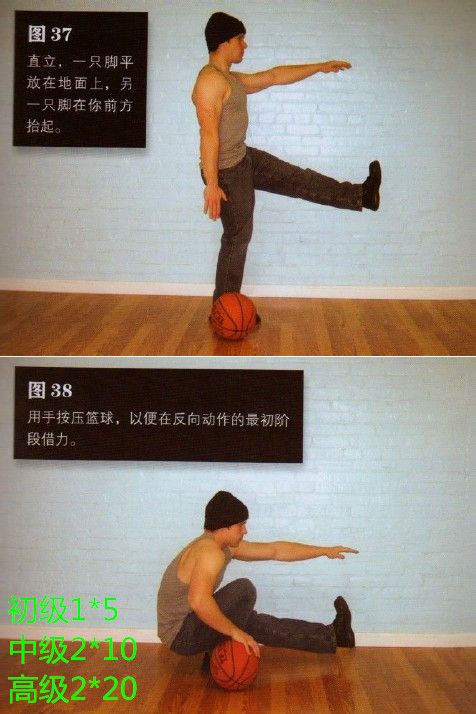 图 37
直立，一只脚平
放在地面上，另
一只脚在你前方
抬起。
图 38
用手按压篮球，以便在反向动作的最初阶
段借力。
初级1*5
中级2*10
高级2*20